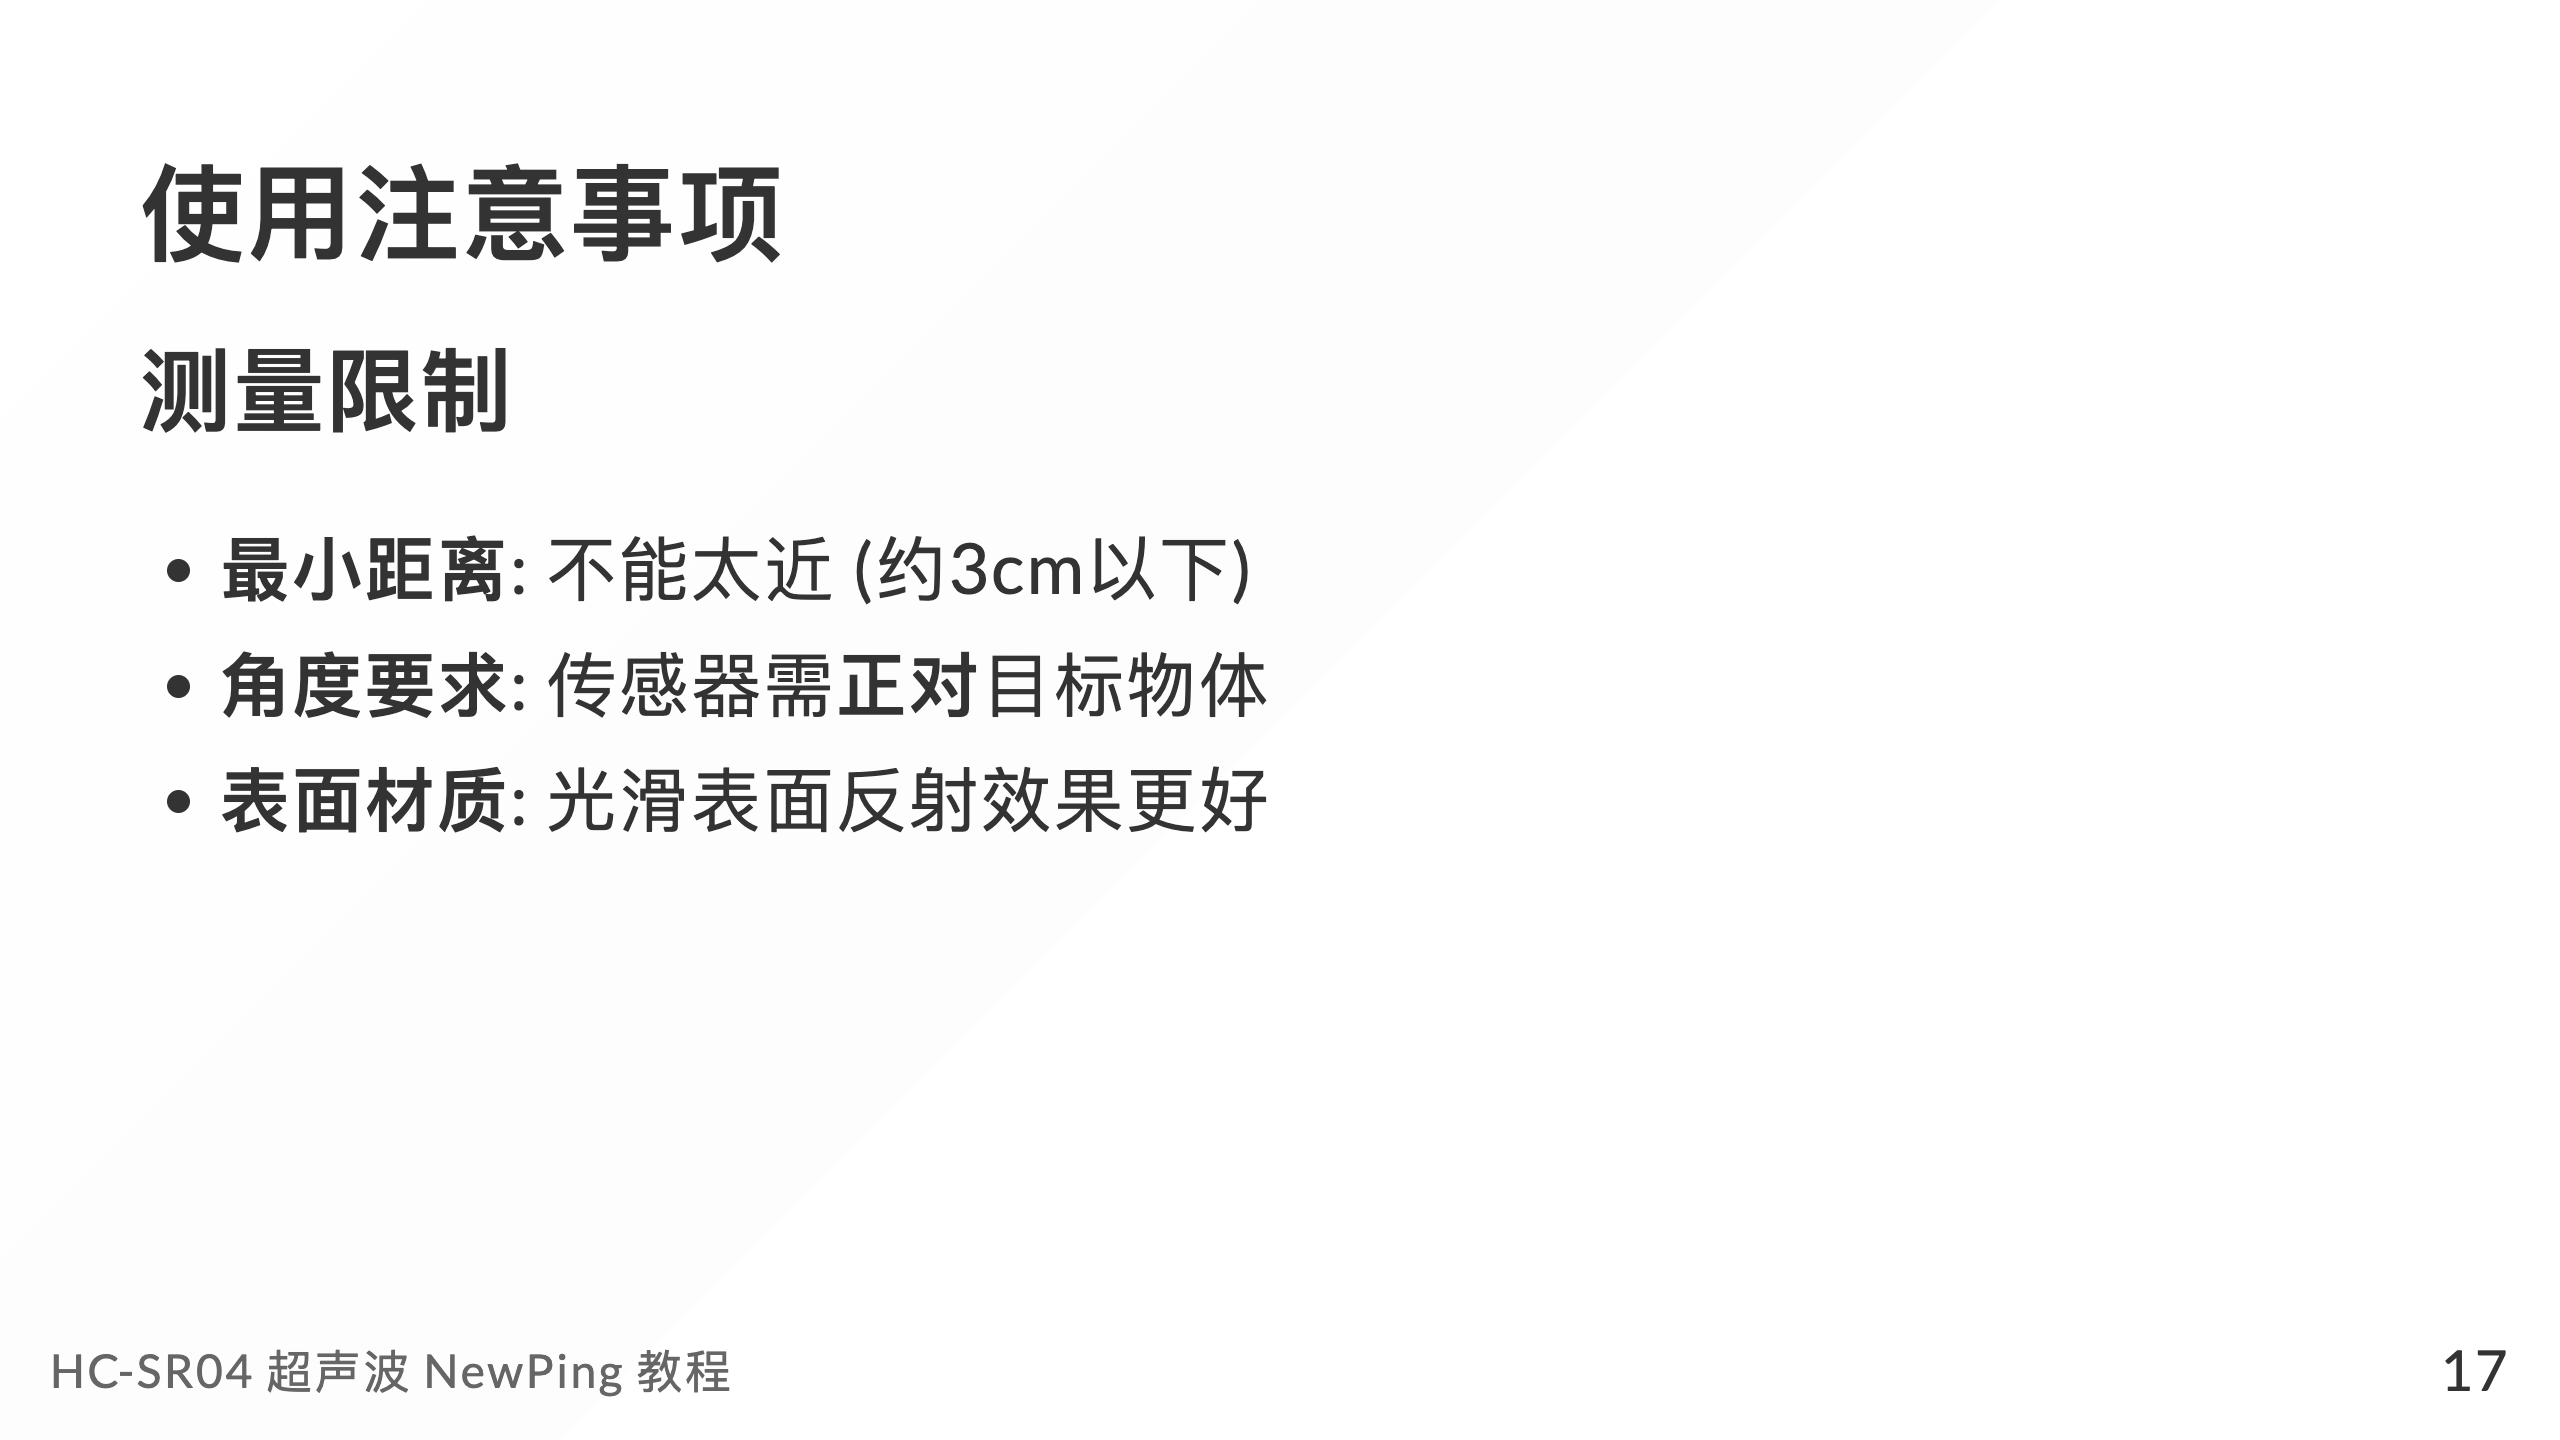 使用注意事项
测量限制
• 最小距离: 不能太近 (约3cm以下)
• 角度要求: 传感器需正对目标物体
• 表面材质: 光滑表面反射效果更好
HC-SR04 超声波 NewPing 教程
17